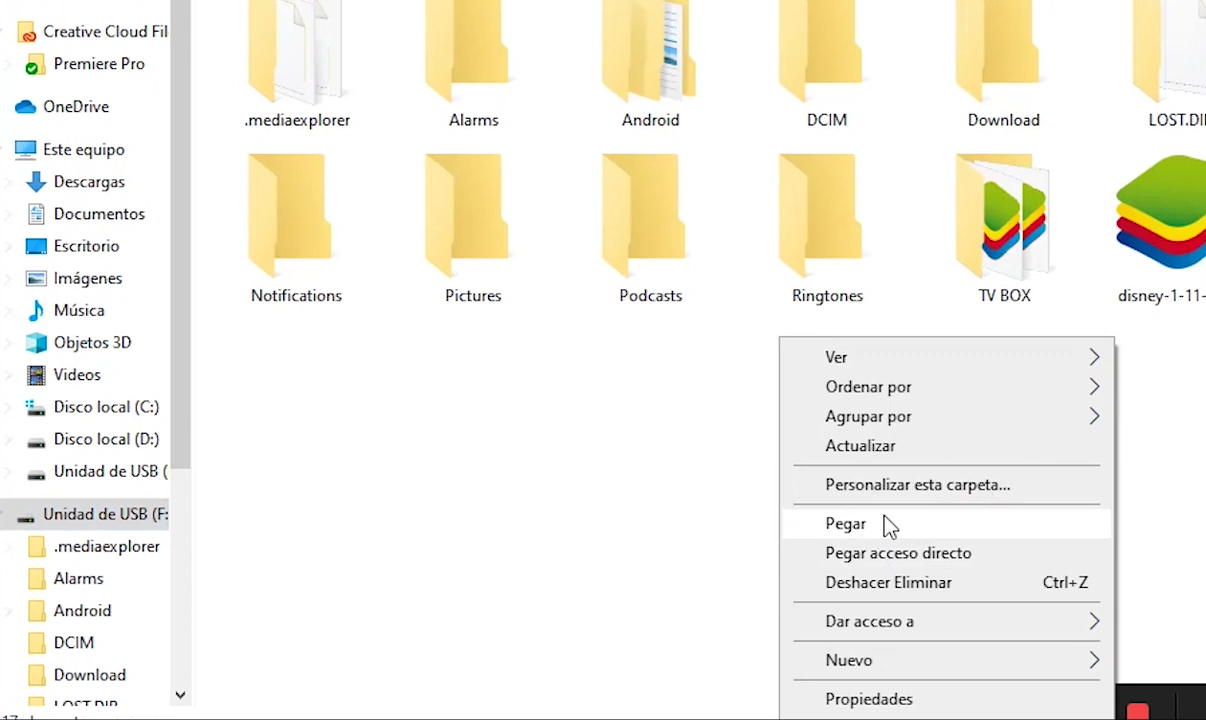 Creative Cloud Fil
Premiere Pro
OneDrive
Este equipo
Descargas
Documentos
Escritorio
Imágenes
Música
Objetos 3D
Videos
Disco local (C:)
Disco local (D:)
Unidad de USB (
Unidad de USB (F:
.mediaexplorer
Alarms
Android
DCIM
Download
LOST.DIR
.mediaexplorer
Alarms
Android
DCIM
Download
LOST.DI
Notifications
Pictures
Podcasts
Ringtones
TV BOX
disney-1-11-
Ver
Ordenar por
Agrupar por
Actualizar
Personalizar esta carpeta...
Pegar
Pegar acceso directo
Deshacer Eliminar Ctrl+Z
Dar acceso a
Nuevo
Propiedades